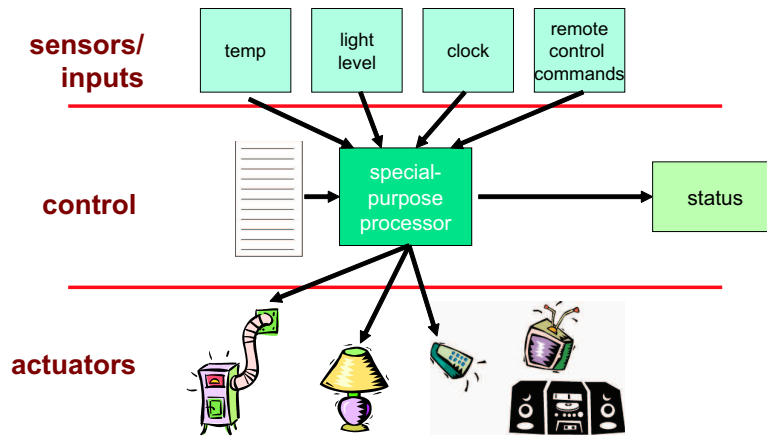 sensors/
inputs
temp
light
level
clock
remote
control
commands
control
special-
purpose
processor
status
actuators